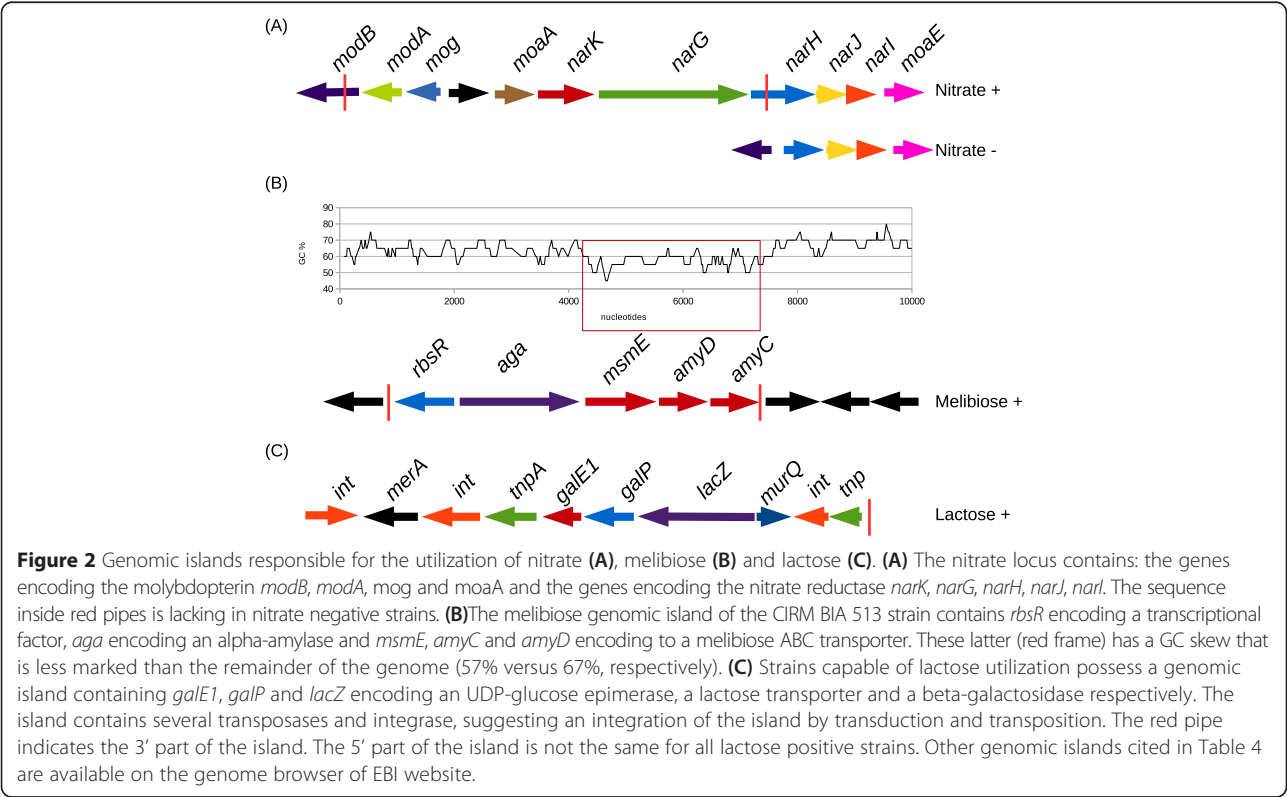 (A)
modB modA mog moaA narK narG narH narJ narI moaE
Nitrate +
Nitrate -
(B)
90
80
70
60
50
40
GC %
0 2000 4000 6000 8000 10000
nucleotides
rbsR aga msmE amyD amyC
Melibiose +
(C)
int merA int tnpA galE1 galP lacZ murQ int tnp
Lactose +
Figure 2 Genomic islands responsible for the utilization of nitrate (A), melibiose (B) and lactose (C). (A) The nitrate locus contains: the genes
encoding the molybdopterin modB, modA, mog and moaA and the genes encoding the nitrate reductase narK, narG, narH, narJ, narI. The sequence
inside red pipes is lacking in nitrate negative strains. (B)The melibiose genomic island of the CIRM BIA 513 strain contains rbsR encoding a transcriptional
factor, aga encoding an alpha-amylase and msmE, amyC and amyD encoding to a melibiose ABC transporter. These latter (red frame) has a GC skew that
is less marked than the remainder of the genome (57% versus 67%, respectively). (C) Strains capable of lactose utilization possess a genomic
island containing galE1, galP and lacZ encoding an UDP-glucose epimerase, a lactose transporter and a beta-galactosidase respectively. The
island contains several transposases and integrase, suggesting an integration of the island by transduction and transposition. The red pipe
indicates the 3′ part of the island. The 5′ part of the island is not the same for all lactose positive strains. Other genomic islands cited in Table 4
are available on the genome browser of EBI website.